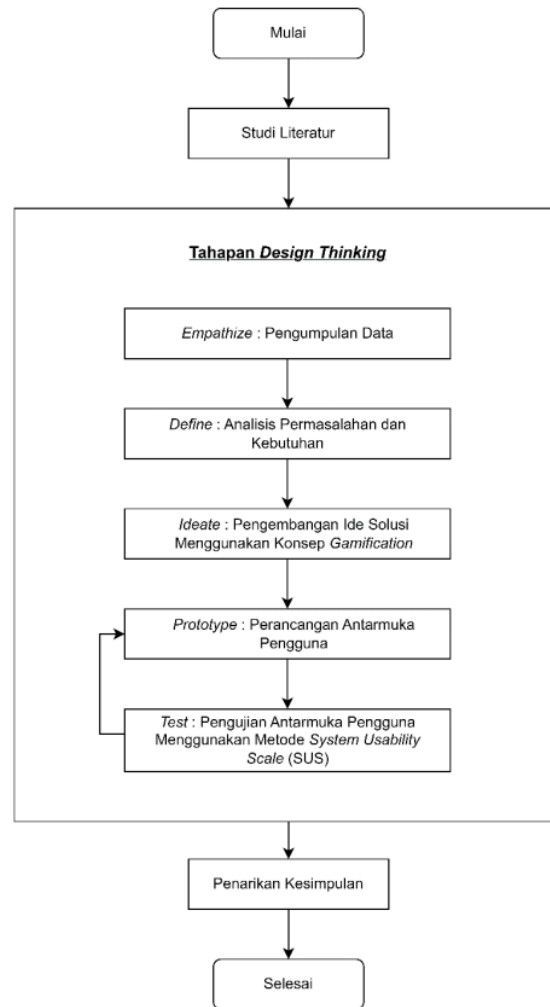 Mulai
Studi Literatur
Tahapan Design Thinking
Empathize : Pengumpulan Data
Define : Analisis Permasalahan dan
Kebutuhan
Ideate : Pengembangan Ide Solusi
Menggunakan Konsep Gamification
Prototype : Perancangan Antarmuka
Pengguna
Test : Pengujian Antarmuka Pengguna
Menggunakan Metode System Usability
Scale (SUS)
Penarikan Kesimpulan
Selesai